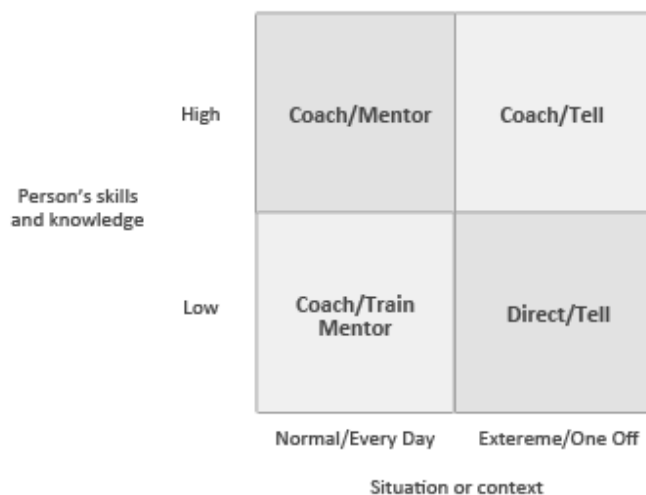 High
Coach/Mentor
Coach/Tell
Person's skills
and knowledge
Low
Coach/Train
Mentor
Direct/Tell
Normal/Every Day
Extereme/One Off
Situation or context